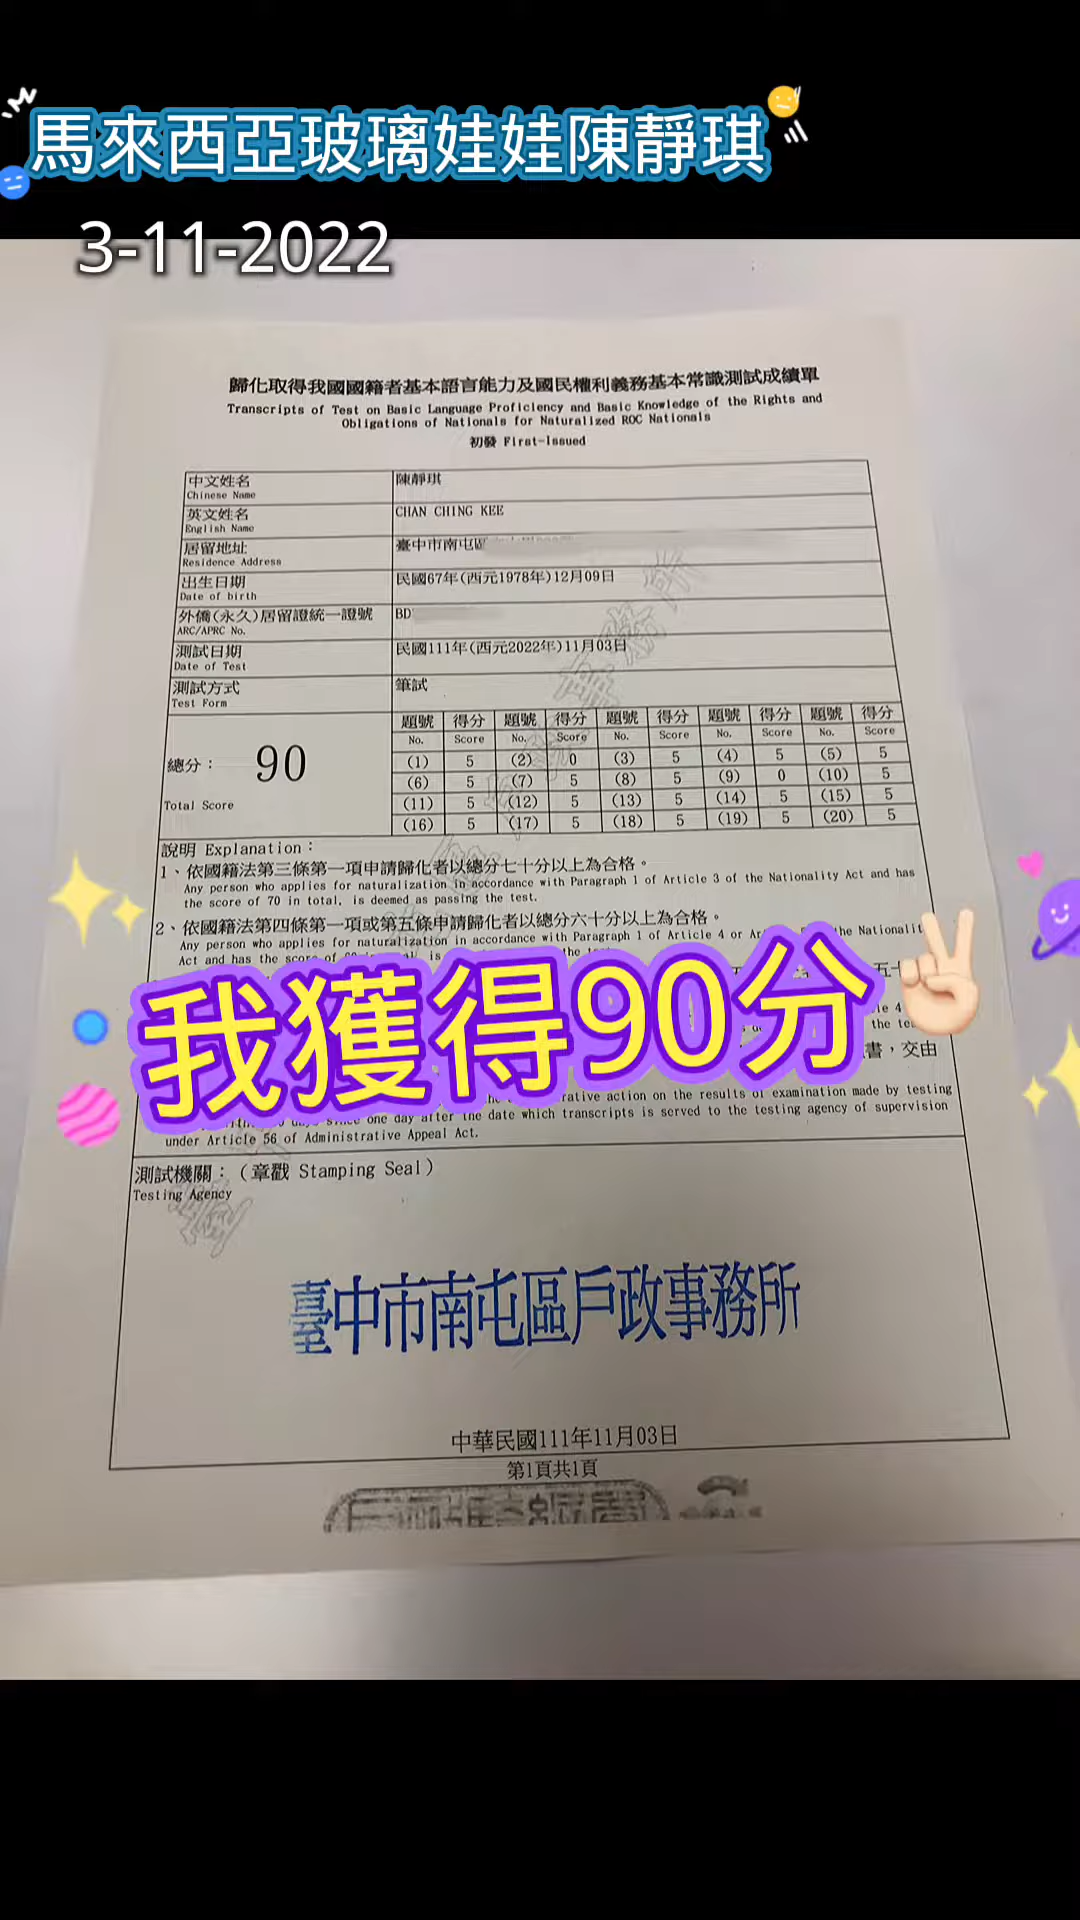 馬來西亞玻璃娃娃陳靜琪
3-11-2022
歸化取得我國國籍者基本語言能力及國民權利義務基本常識測試成績單
Transcripts of Test on Basic Language Proficiency and Basic Knowledge of the Rights and
Obligations of Nationals for Naturalized ROC Nationals
初發 First-Issued
中文姓名 陳靜琪
Chinese Name
英文姓名 CHAN CHING KEE
English Name
居留地址 臺中市南屯區
Residence Address
出生日期 民國67年(西元1978年)12月09日
Date of birth
外僑(永久)居留證統一證號 BD
ARC/APRC No.
測試日期 民國111年(西元2022年)11月03日
Date of Test
測試方式 筆試
Test Form
題號 得分 題號 得分 題號 得分 題號 得分 題號 得分
No. Score No. Score No. Score No. Score No. Score
(1) 5 (2) 0 (3) 5 (4) 5 (5) 5
(6) 5 (7) 5 (8) 5 (9) 0 (10) 5
(11) 5 (12) 5 (13) 5 (14) 5 (15) 5
(16) 5 (17) 5 (18) 5 (19) 5 (20) 5
總分： 90
Total Score
說明 Explanation：
1、依國籍法第三條第一項申請歸化者以總分七十分以上為合格。
Any person who applies for naturalization in accordance with Paragraph 1 of Article 3 of the Nationality Act and has
the score of 70 in total, is deemed as passing the test.
2、依國籍法第四條第一項或第五條申請歸化者以總分六十分以上為合格。
Any person who applies for naturalization in accordance with Paragraph 1 of Article 4 or
Act and has the score of
我獲得90分
書，交由
rative action on the results of examination made by testing
one day after the date which transcripts is served to the testing agency of supervision
under Article 56 of Administrative Appeal Act.
測試機關：（章戳 Stamping Seal）
Testing Agency
臺中市南屯區戶政事務所
中華民國111年11月03日
第1頁共1頁